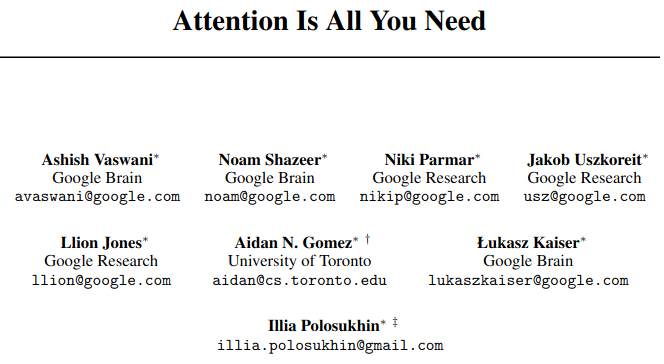 Attention Is All You Need
Ashish Vaswani* Noam Shazeer* Niki Parmar* Jakob Uszkoreit*
Google Brain Google Brain Google Research Google Research
avaswani@google.com noam@google.com nikip@google.com usz@google.com
Llion Jones* Aidan N. Gomez* † Łukasz Kaiser*
Google Research University of Toronto Google Brain
llion@google.com aidan@cs.toronto.edu lukaszkaiser@google.com
Illia Polosukhin* ‡
illia.polosukhin@gmail.com